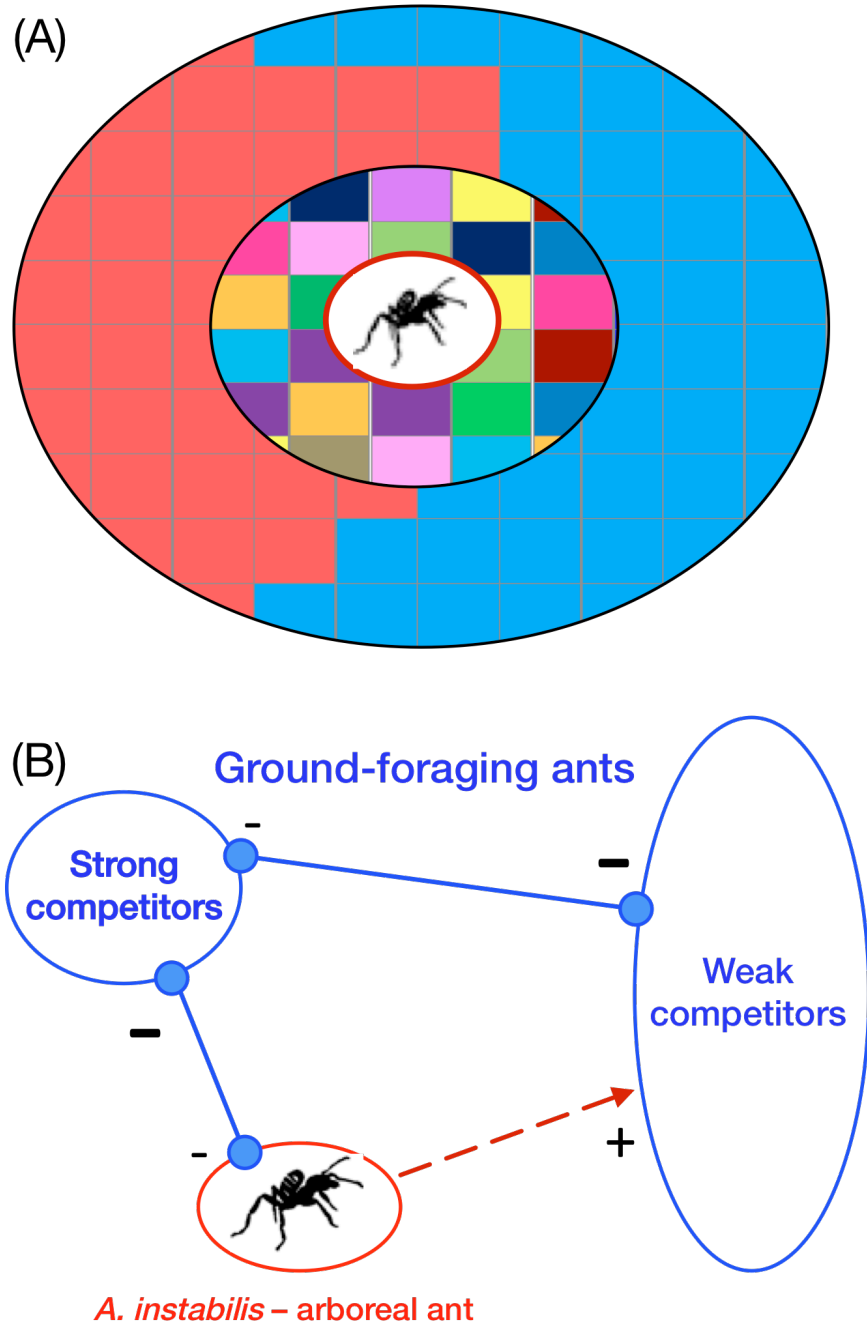 (A)
(B)
Ground-foraging ants
-
-
Strong
competitors
Weak
competitors
-
-
+
A. instabilis – arboreal ant